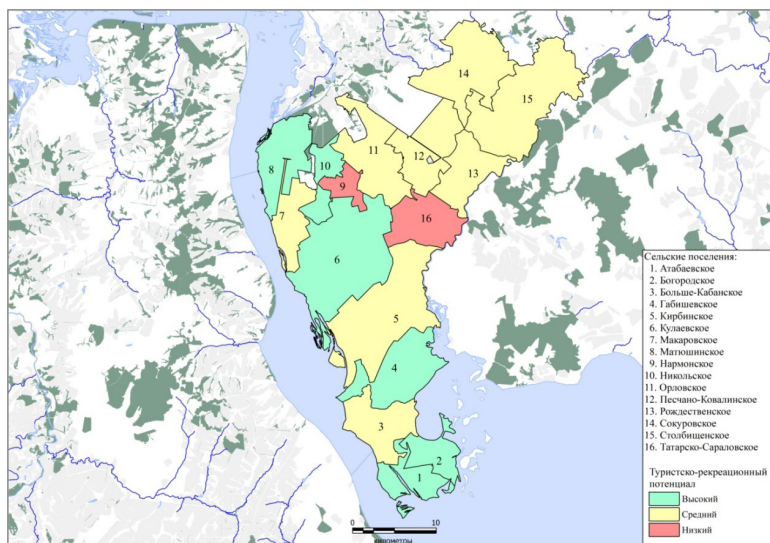 14
15
11
12
10
13
9
8
7
16
6
5
4
3
2
1
Сельские поселения:
1. Атабаевское
2. Богородское
3. Больше-Кабанское
4. Габишевское
5. Кирбинское
6. Кулаевское
7. Макаровское
8. Матюшинское
9. Нармонское
10. Никольское
11. Орловское
12. Песчано-Ковалинское
13. Рождественское
14. Сокуровское
15. Столбищенское
16. Татарско-Сараловское
Туристско-рекреационный
потенциал
Высокий
Средний
Низкий
0 10
километры